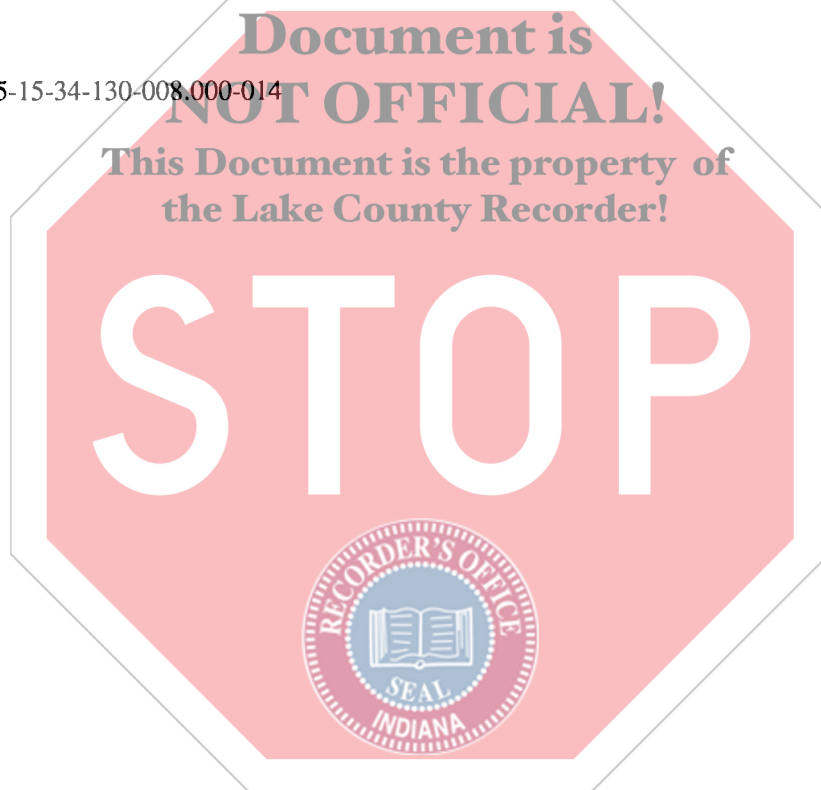 Document is
5-15-34-130-008.000-014
NOT OFFICIAL!
This Document is the property of
the Lake County Recorder!
STOP
RECORDER'S OFFICE
SEAL
INDIANA